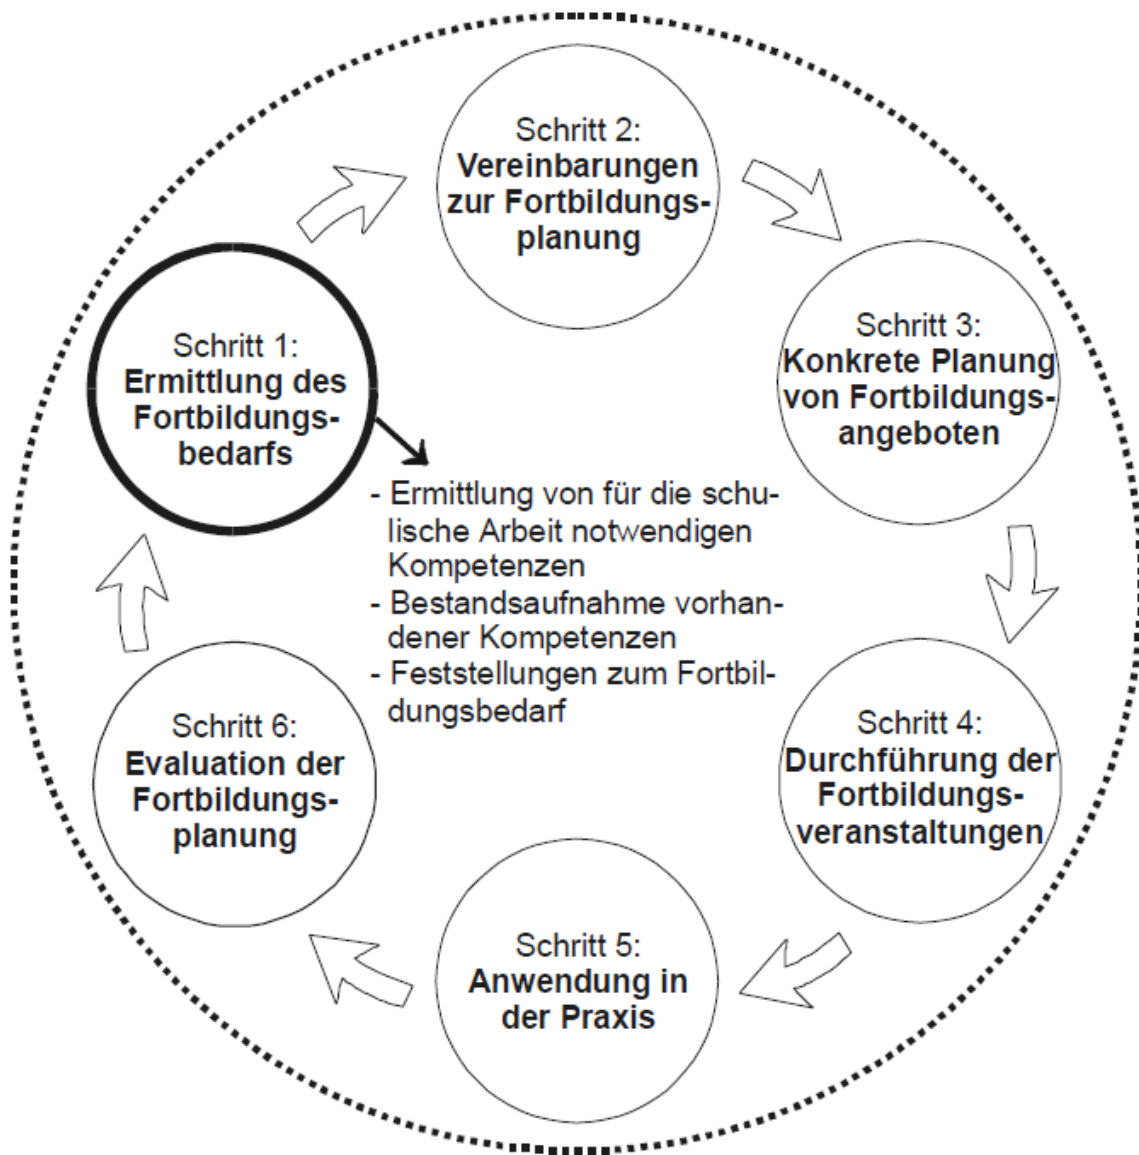 Schritt 1:
Ermittlung des
Fortbildungs-
bedarfs
- Ermittlung von für die schu-
lische Arbeit notwendigen
Kompetenzen
- Bestandsaufnahme vorhan-
dener Kompetenzen
- Feststellungen zum Fortbil-
dungsbedarf
Schritt 2:
Vereinbarungen
zur Fortbildungs-
planung
Schritt 3:
Konkrete Planung
von Fortbildungs-
angeboten
Schritt 4:
Durchführung der
Fortbildungs-
veranstaltungen
Schritt 5:
Anwendung in
der Praxis
Schritt 6:
Evaluation der
Fortbildungs-
planung